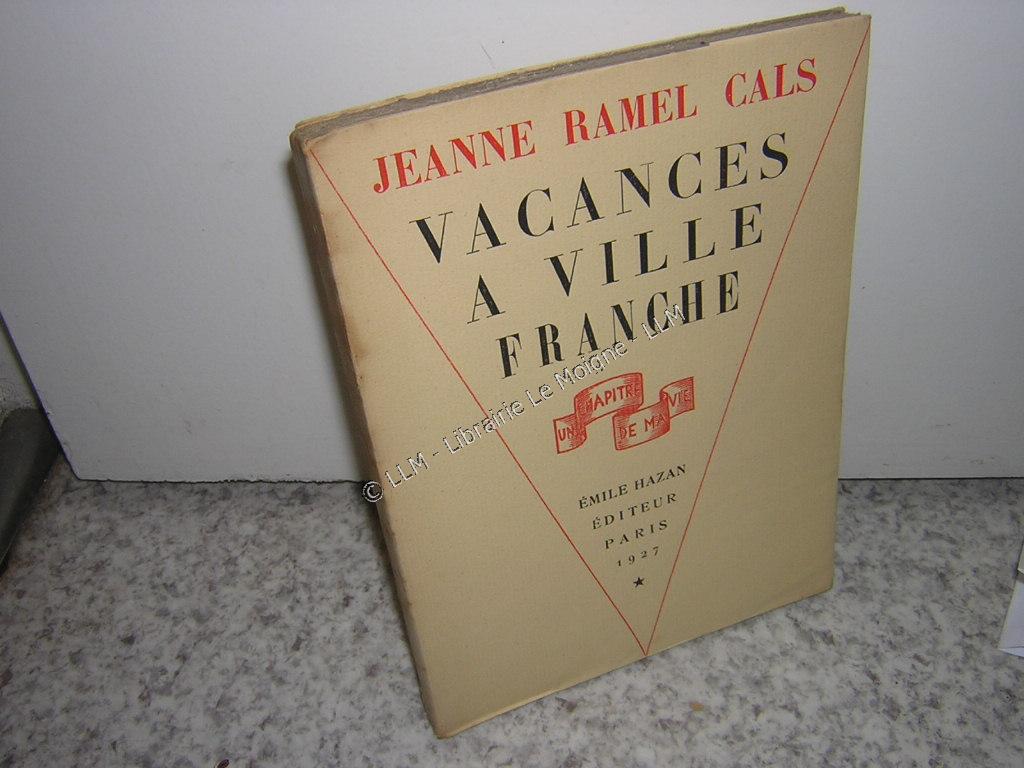 JEANNE RAMEL CALS
VACANCES
A VILLE
FRANCHE
UN CHAPITRE
DE MA VIE
ÉMILE HAZAN
ÉDITEUR
PARIS
1927
© LLM - Librairie Le Moigne - LLM